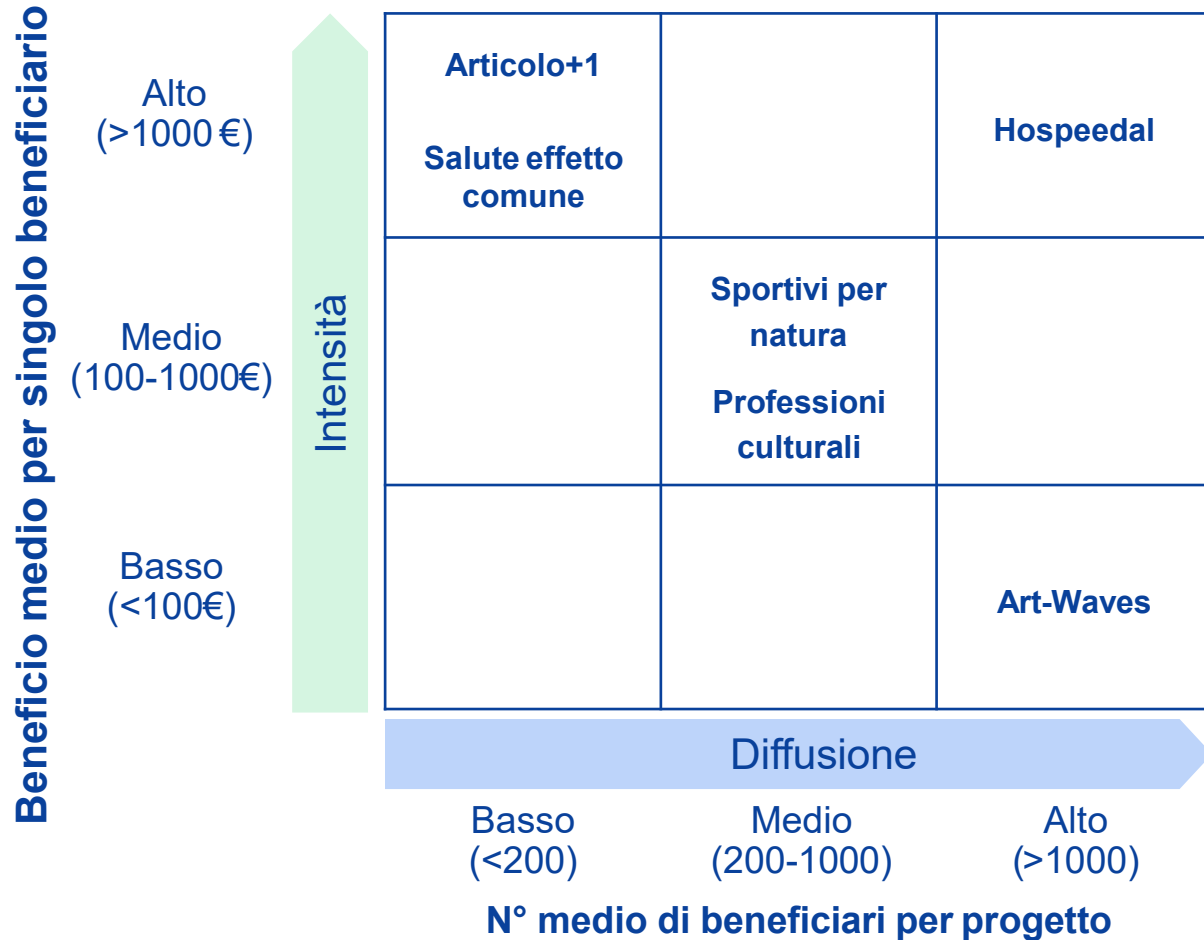 Beneficio medio per singolo beneficiario
Alto
(>1000 €)
Medio
(100-1000€)
Basso
(<100€)
Intensità
Articolo+1
Salute effetto
comune
Hospeedal
Sportivi per
natura
Professioni
culturali
Art-Waves
Diffusione
Basso
(<200)
Medio
(200-1000)
Alto
(>1000)
N° medio di beneficiari per progetto